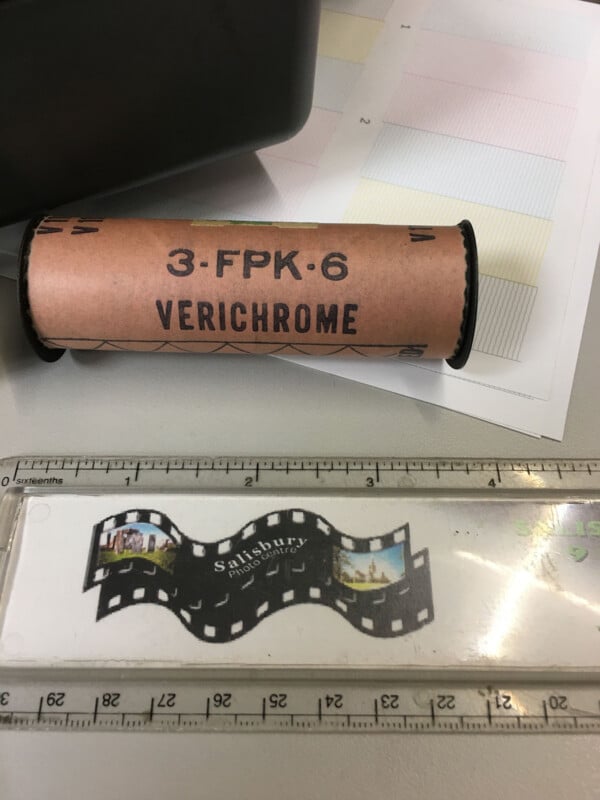 1
2
3-FPK-6
VERICHROME
0 sixteenths 1 2 3 4
Salisbury
Photo Centre
29 28 27 26 25 24 23 22 21 20